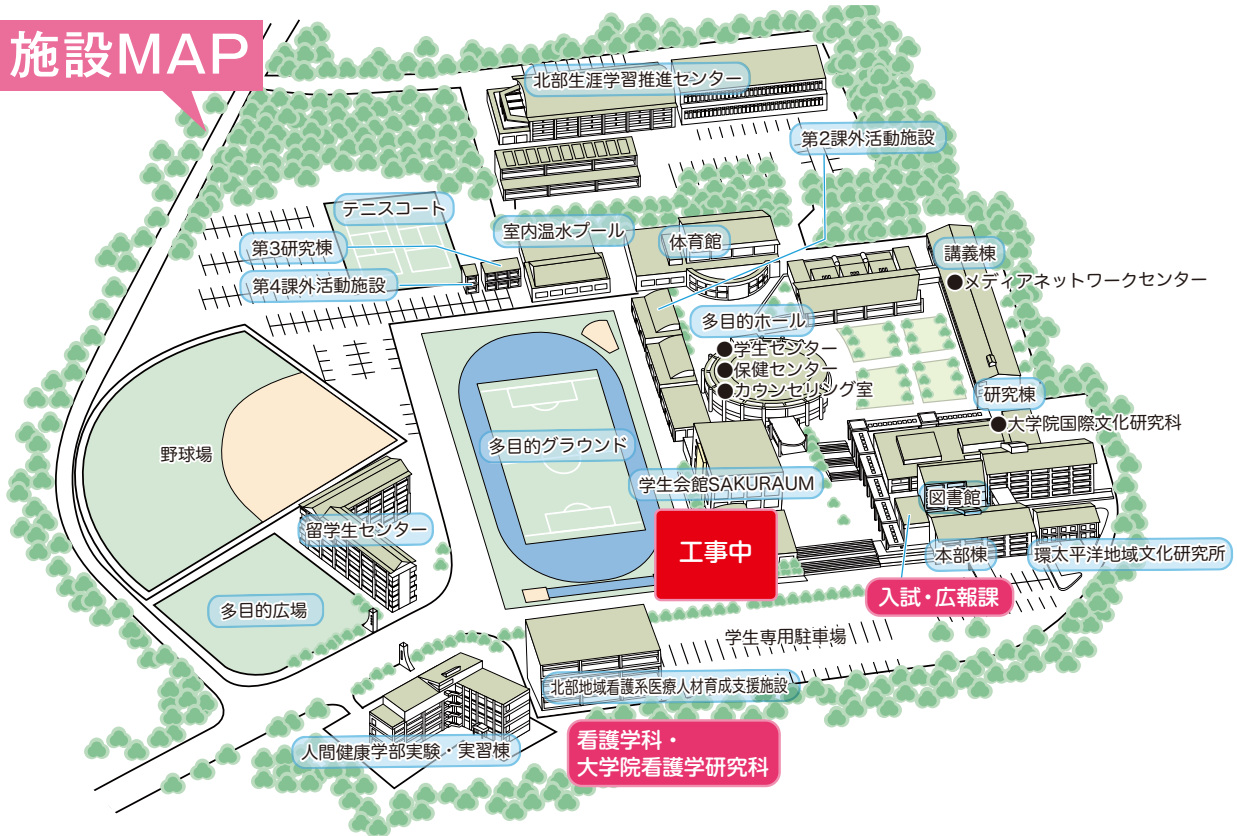 施設MAP
北部生涯学習推進センター
第2課外活動施設
テニスコート
室内温水プール
体育館
第3研究棟
講義棟
第4課外活動施設
●メディアネットワークセンター
多目的ホール
●学生センター
●保健センター
●カウンセリング室
研究棟
●大学院国際文化研究科
野球場
多目的グラウンド
学生会館SAKURAUM
図書館
留学生センター
工事中
本部棟
環太平洋地域文化研究所
入試・広報課
多目的広場
学生専用駐車場
北部地域看護系医療人材育成支援施設
人間健康学部実験・実習棟
看護学科・
大学院看護学研究科